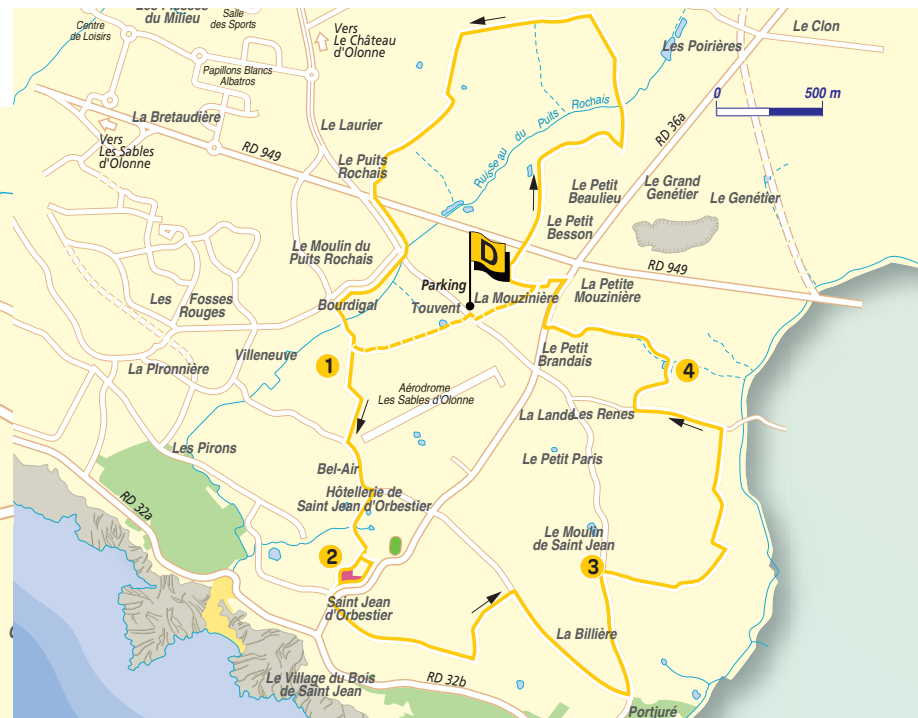 du Milieu
Centre
de Loisirs
Salle
des Sports
Vers
Le Château
d'Olonne
Papillons Blancs
Albatros
La Bretaudière
Vers
Les Sables
d'Olonne
RD 949
Le Laurier
Le Puits
Rochais
Ruisseau du Puits Rochais
Les Poirières
Le Clon
0 500 m
RD 36a
Le Petit
Beaulieu
Le Grand
Genétier
Le Genétier
Le Petit
Besson
Le Moulin du
Puits Rochais
D
RD 949
Parking
La Mouzinière
La Petite
Mouzinière
Les Fosses
Rouges
Bourdigal
Touvent
1
Villeneuve
La PIronnière
Le Petit
Brandais
4
Aérodrome
Les Sables d'Olonne
La Lande
Les Renes
Les Pirons
Bel-Air
Le Petit Paris
Hôtellerie de
Saint Jean d'Orbestier
RD 32a
Le Moulin
de Saint Jean
2
3
Saint Jean
d'Orbestier
La Billière
Le Village du Bois
de Saint Jean
RD 32b
Portjuré